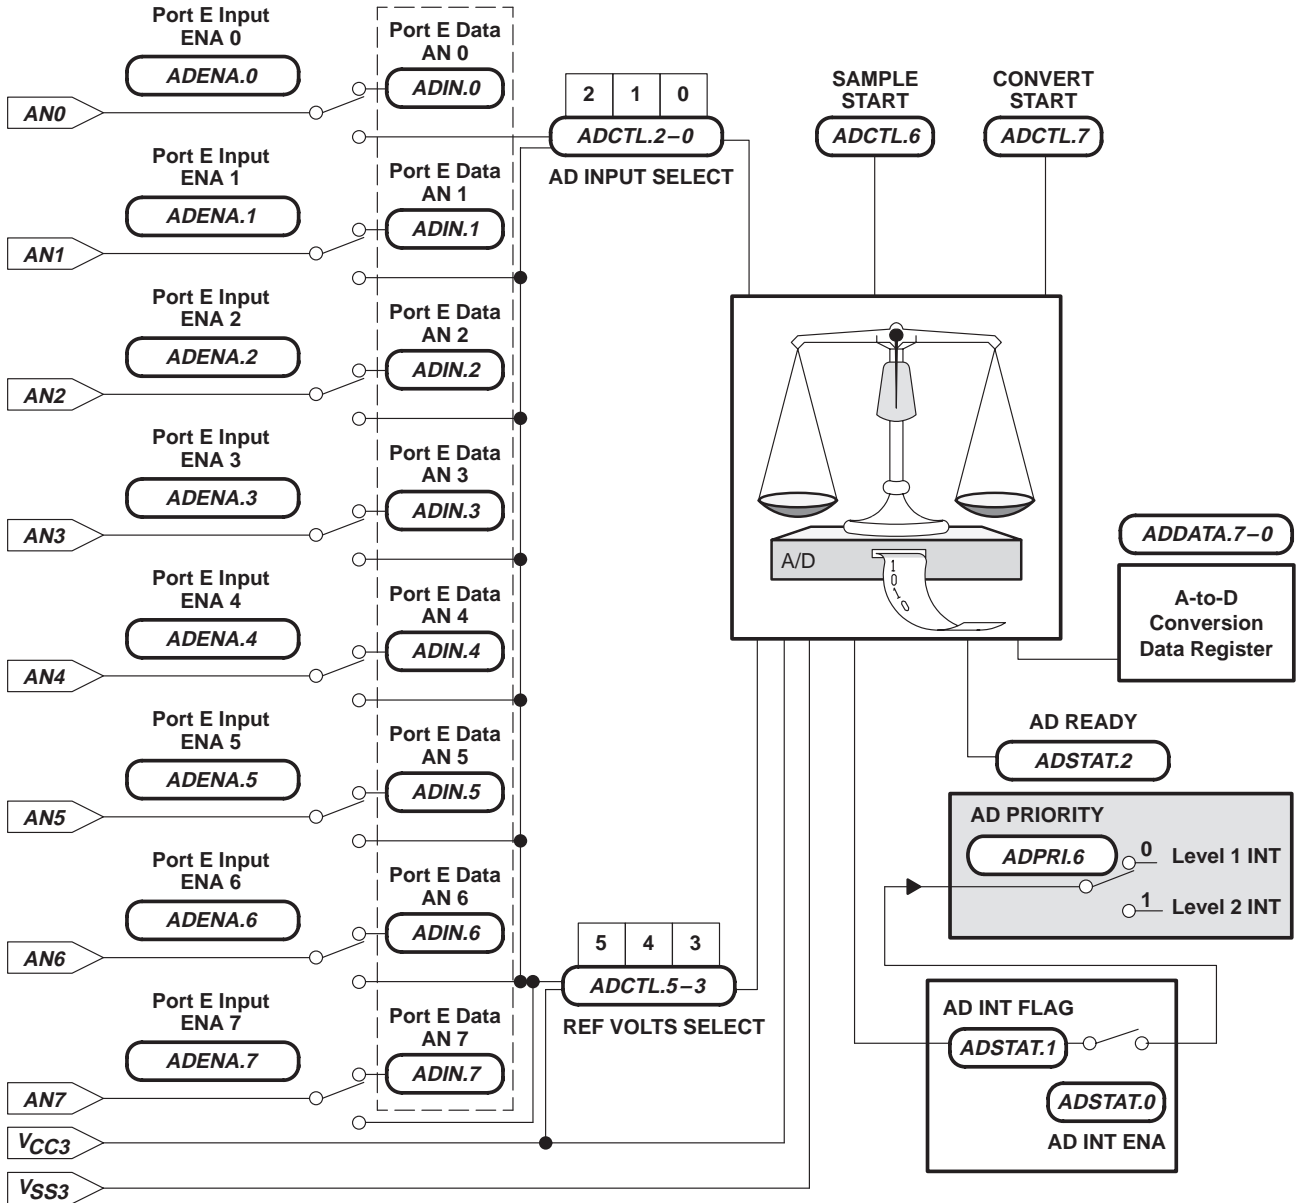 Port E Input
ENA 0
ADENA.0
AN0
Port E Data
AN 0
ADIN.0
Port E Input
ENA 1
ADENA.1
AN1
Port E Data
AN 1
ADIN.1
Port E Input
ENA 2
ADENA.2
AN2
Port E Data
AN 2
ADIN.2
Port E Input
ENA 3
ADENA.3
AN3
Port E Data
AN 3
ADIN.3
Port E Input
ENA 4
ADENA.4
AN4
Port E Data
AN 4
ADIN.4
Port E Input
ENA 5
ADENA.5
AN5
Port E Data
AN 5
ADIN.5
Port E Input
ENA 6
ADENA.6
AN6
Port E Data
AN 6
ADIN.6
Port E Input
ENA 7
ADENA.7
AN7
Port E Data
AN 7
ADIN.7
VCC3
VSS3
2 1 0
ADCTL.2–0
AD INPUT SELECT
5 4 3
ADCTL.5–3
REF VOLTS SELECT
SAMPLE
START
ADCTL.6
CONVERT
START
ADCTL.7
A/D
1
0
1
0
ADDATA.7–0
A-to-D
Conversion
Data Register
AD READY
ADSTAT.2
AD PRIORITY
ADPRI.6
0 Level 1 INT
1 Level 2 INT
AD INT FLAG
ADSTAT.1
ADSTAT.0
AD INT ENA